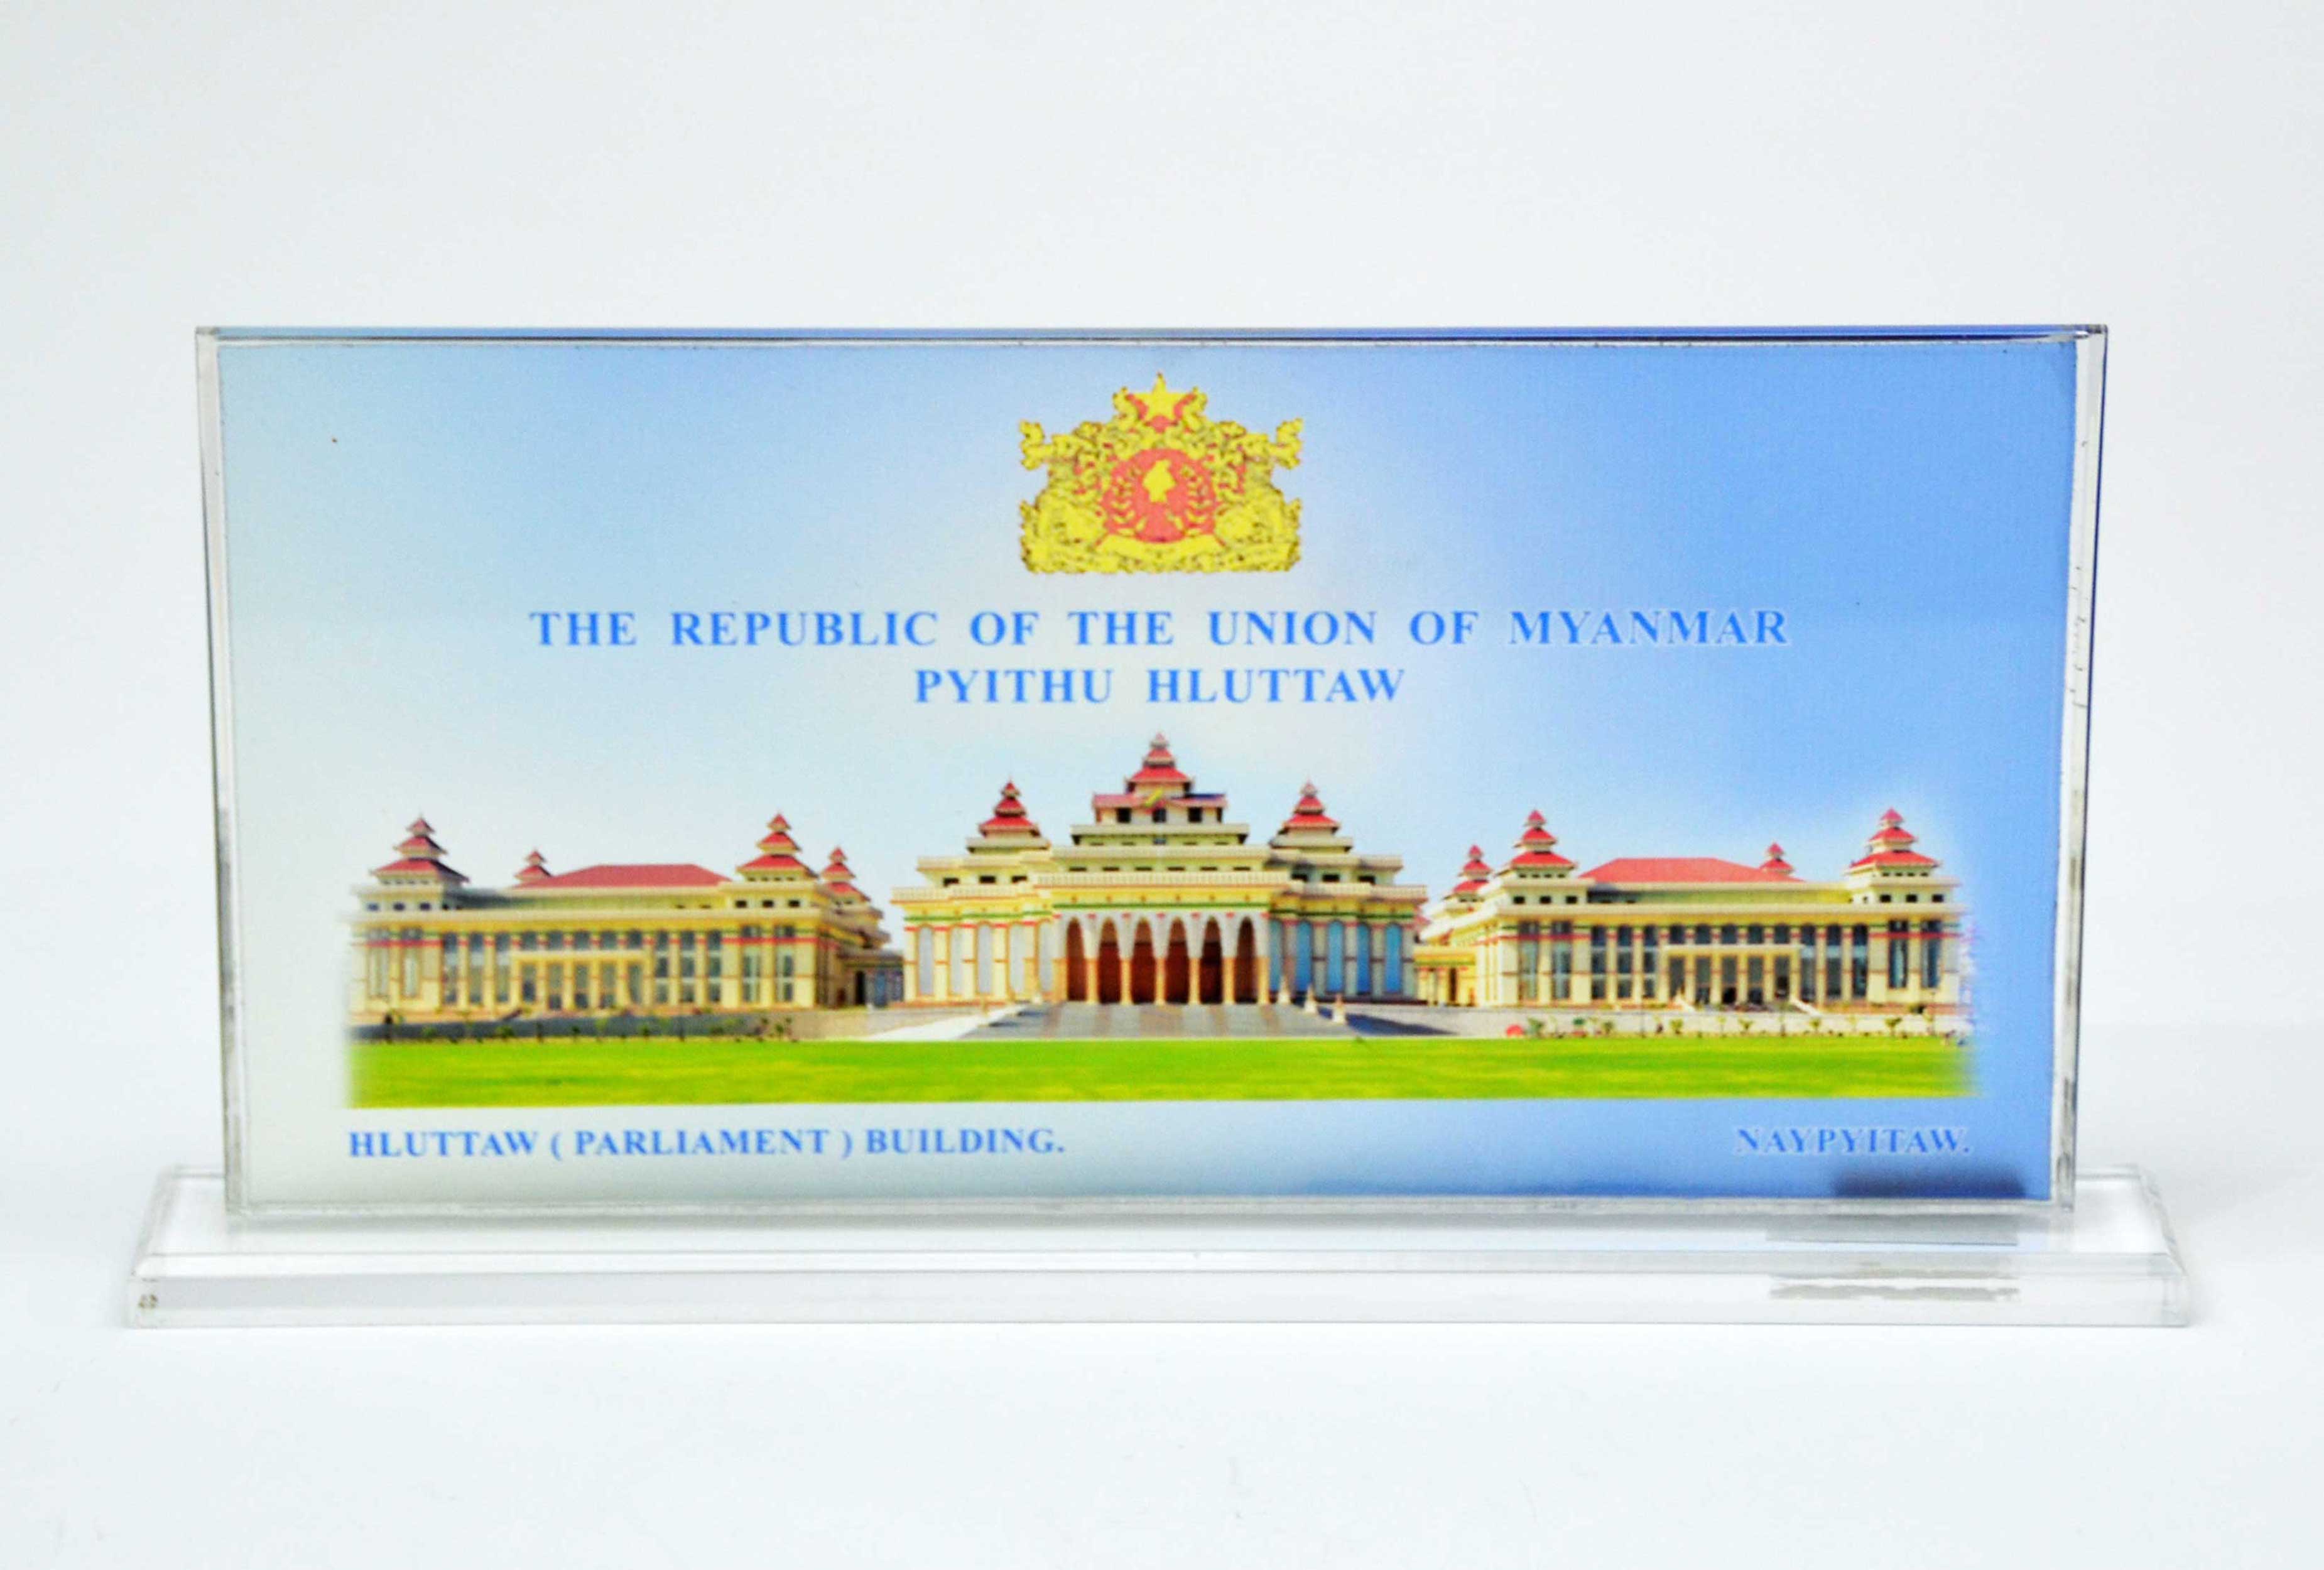 THE REPUBLIC OF THE UNION OF MYANMAR
PYITHU HLUTTAW
HLUTTAW ( PARLIAMENT ) BUILDING.
NAYPYITAW.